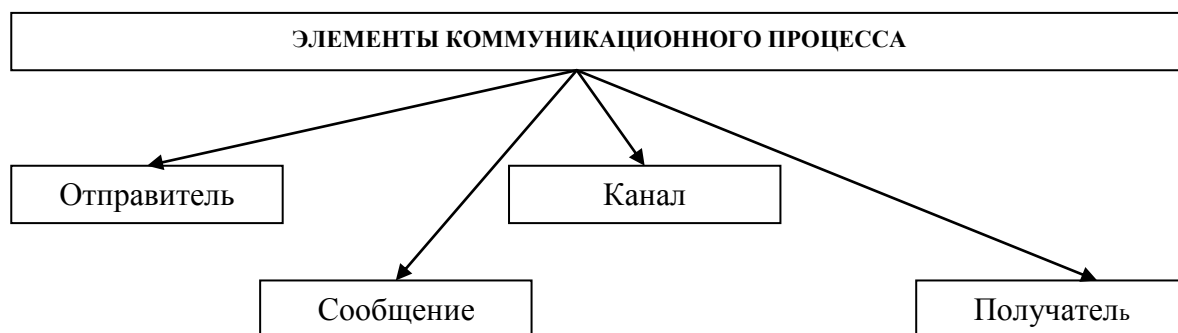 ЭЛЕМЕНТЫ КОММУНИКАЦИОННОГО ПРОЦЕССА
Отправитель
Канал
Сообщение
Получатель